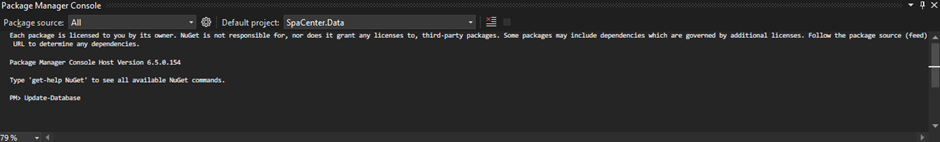 Package Manager Console
Package source: All Default project: SpaCenter.Data
Each package is licensed to you by its owner. NuGet is not responsible for, nor does it grant any licenses to, third-party packages. Some packages may include dependencies which are governed by additional licenses. Follow the package source (feed)
URL to determine any dependencies.
Package Manager Console Host Version 6.5.0.154
Type 'get-help NuGet' to see all available NuGet commands.
PM> Update-Database
79 %